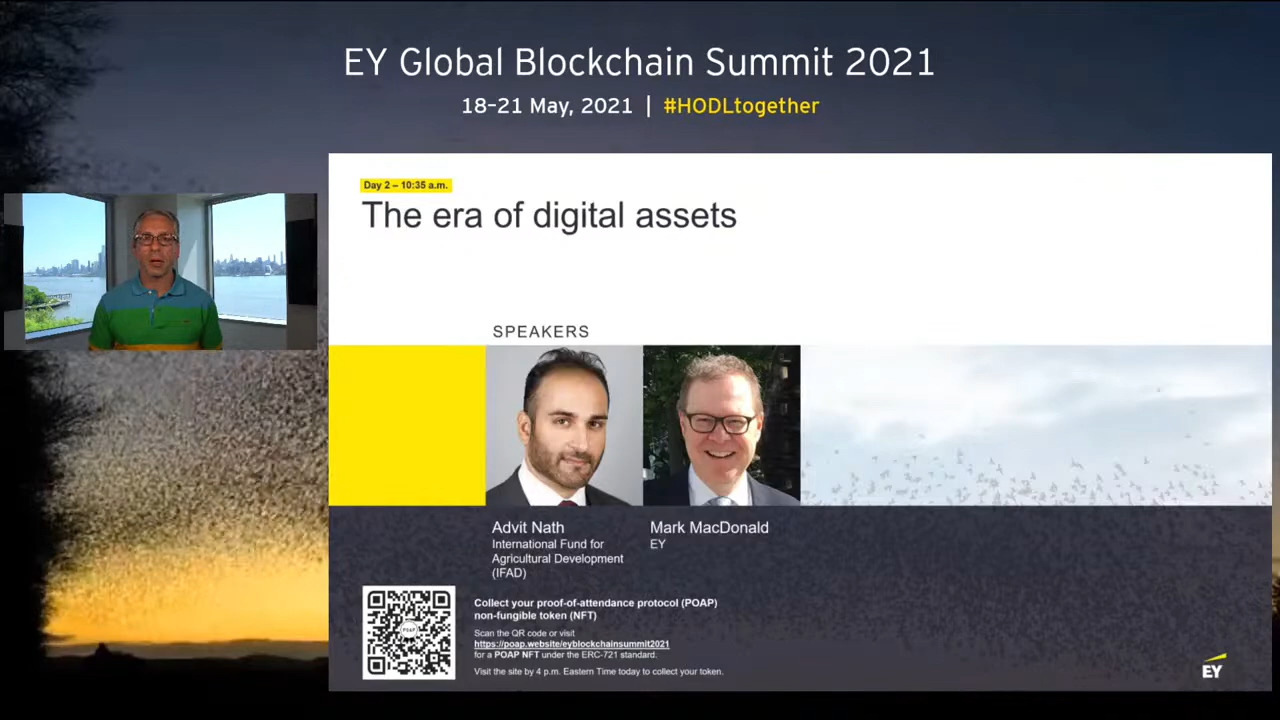 EY Global Blockchain Summit 2021
18–21 May, 2021 | #HODLtogether
Day 2 – 10:35 a.m.
The era of digital assets
SPEAKERS
Advit Nath
International Fund for
Agricultural Development
(IFAD)
Mark MacDonald
EY
Collect your proof-of-attendance protocol (POAP)
non-fungible token (NFT)
Scan the QR code or visit
https://poap.website/eyblockchainsummit2021
for a POAP NFT under the ERC-721 standard.
Visit the site by 4 p.m. Eastern Time today to collect your token.
POAP
EY